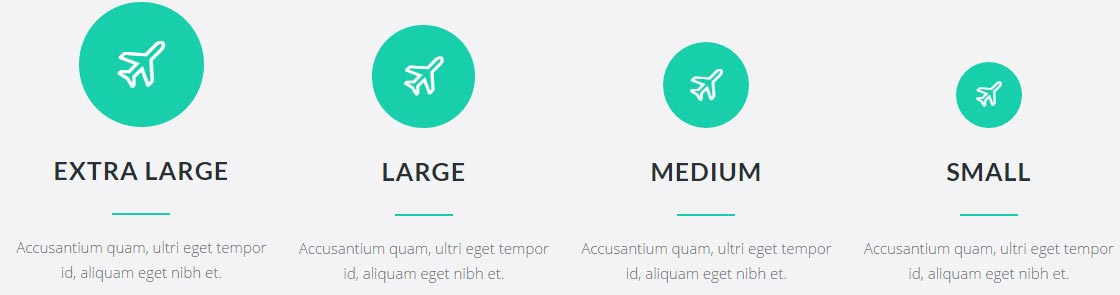 EXTRA LARGE
Accusantium quam, ultri eget tempor
id, aliquam eget nibh et.
LARGE
Accusantium quam, ultri eget tempor
id, aliquam eget nibh et.
MEDIUM
Accusantium quam, ultri eget tempor
id, aliquam eget nibh et.
SMALL
Accusantium quam, ultri eget tempor
id, aliquam eget nibh et.